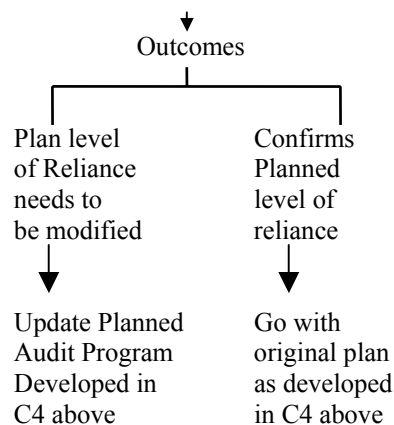 Outcomes
Plan level
of Reliance
needs to
be modified
Confirms
Planned
level of
reliance
Update Planned
Audit Program
Developed in
C4 above
Go with
original plan
as developed
in C4 above